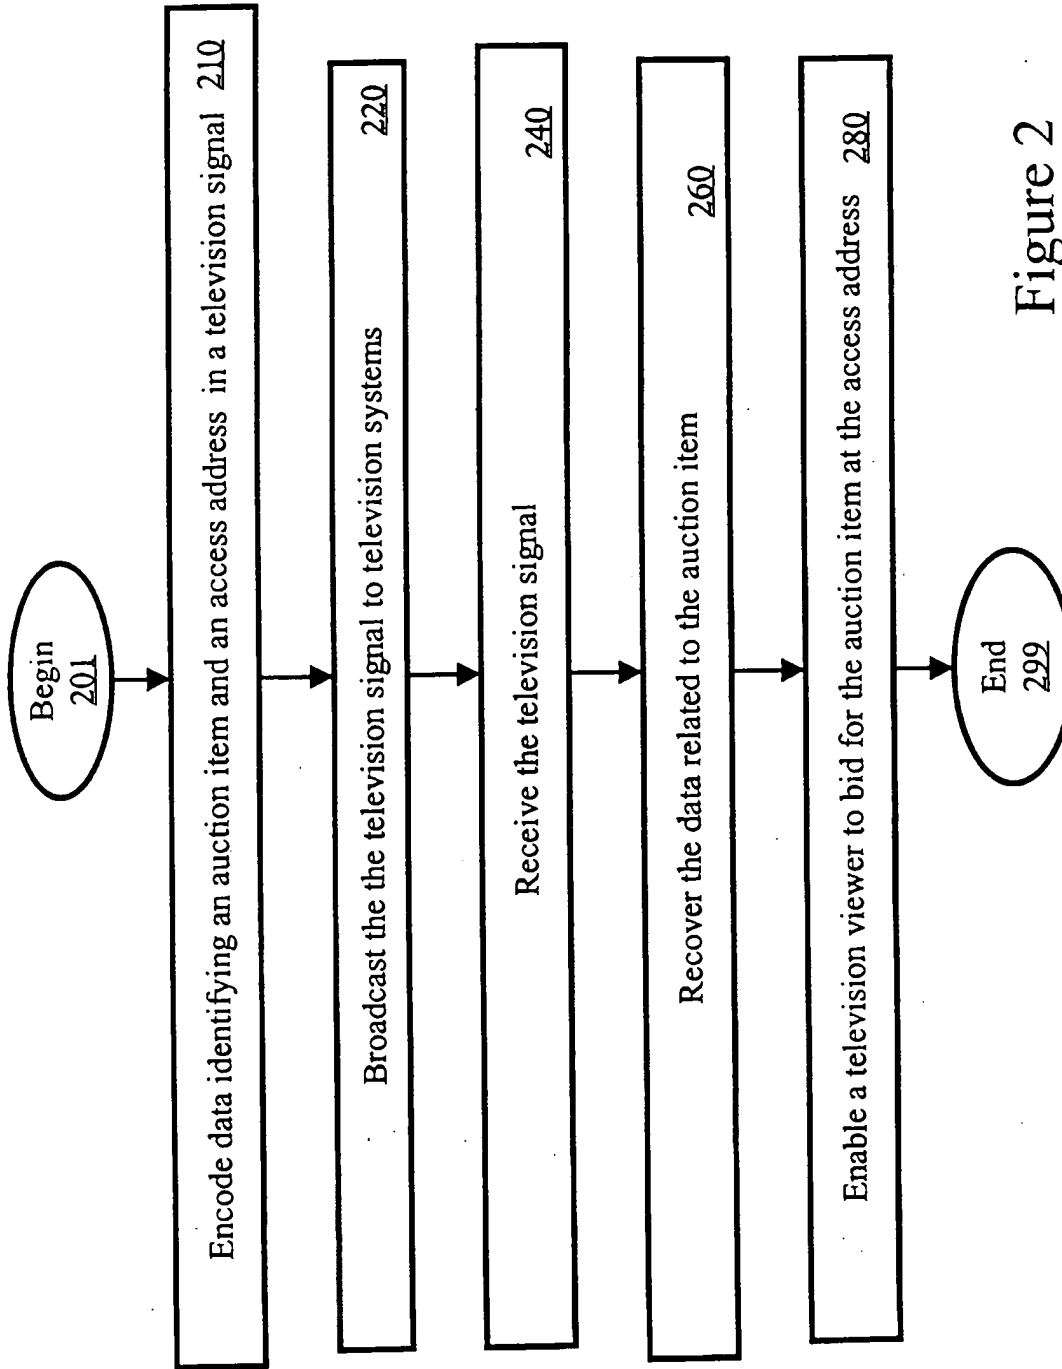 Begin
201
Encode data identifying an auction item and an access address in a television signal 210
Broadcast the the television signal to television systems 220
Receive the television signal 240
Recover the data related to the auction item 260
Enable a television viewer to bid for the auction item at the access address 280
End
299
Figure 2